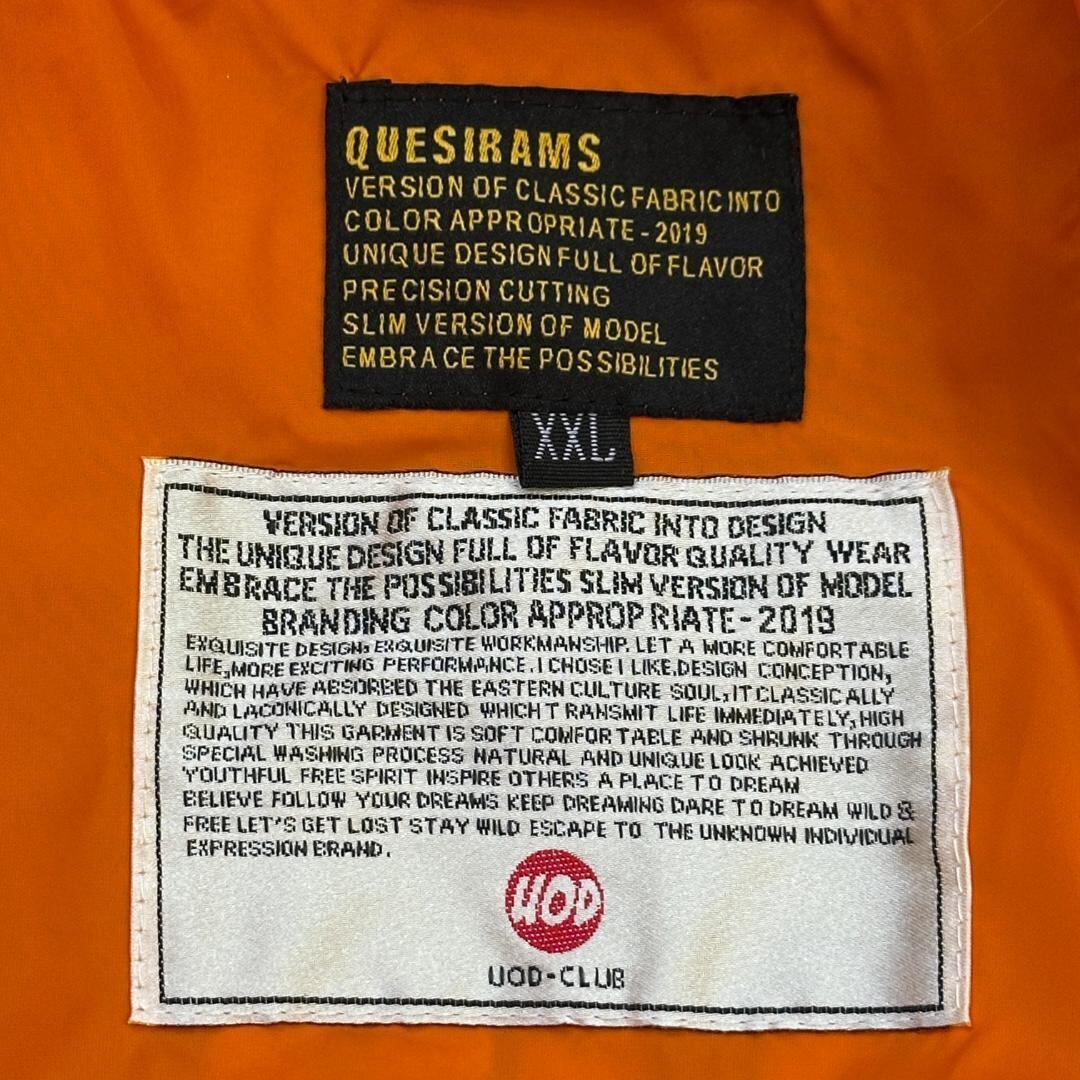 QUESIRAMS
VERSION OF CLASSIC FABRIC INTO
COLOR APPROPRIATE - 2019
UNIQUE DESIGN FULL OF FLAVOR
PRECISION CUTTING
SLIM VERSION OF MODEL
EMBRACE THE POSSIBILITIES
XXL
VERSION OF CLASSIC FABRIC INTO DESIGN
THE UNIQUE DESIGN FULL OF FLAVOR QUALITY WEAR
EMBRACE THE POSSIBILITIES SLIM VERSION OF MODEL
BRANDING COLOR APPROPRIATE - 2019
EXQUISITE DESIGN, EXQUISITE WORKMANSHIP. LET A MORE COMFORTABLE
LIFE, MORE EXCITING PERFORMANCE. I CHOSE I LIKE. DESIGN CONCEPTION,
WHICH HAVE ABSORBED THE EASTERN CULTURE SOUL, IT CLASSICALLY
AND LACONICALLY DESIGNED WHICH TRANSMIT LIFE IMMEDIATELY, HIGH
QUALITY THIS GARMENT IS SOFT COMFORTABLE AND SHRUNK THROUGH
SPECIAL WASHING PROCESS NATURAL AND UNIQUE LOOK ACHIEVED
YOUTHFUL FREE SPIRIT INSPIRE OTHERS A PLACE TO DREAM
BELIEVE FOLLOW YOUR DREAMS KEEP DREAMING DARE TO DREAM WILD &
FREE LET'S GET LOST STAY WILD ESCAPE TO THE UNKNOWN INDIVIDUAL
EXPRESSION BRAND.
UOD
UOD-CLUB